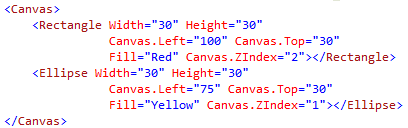 <Canvas>
<Rectangle Width="30" Height="30"
Canvas.Left="100" Canvas.Top="30"
Fill="Red" Canvas.ZIndex="2"></Rectangle>
<Ellipse Width="30" Height="30"
Canvas.Left="75" Canvas.Top="30"
Fill="Yellow" Canvas.ZIndex="1"></Ellipse>
</Canvas>